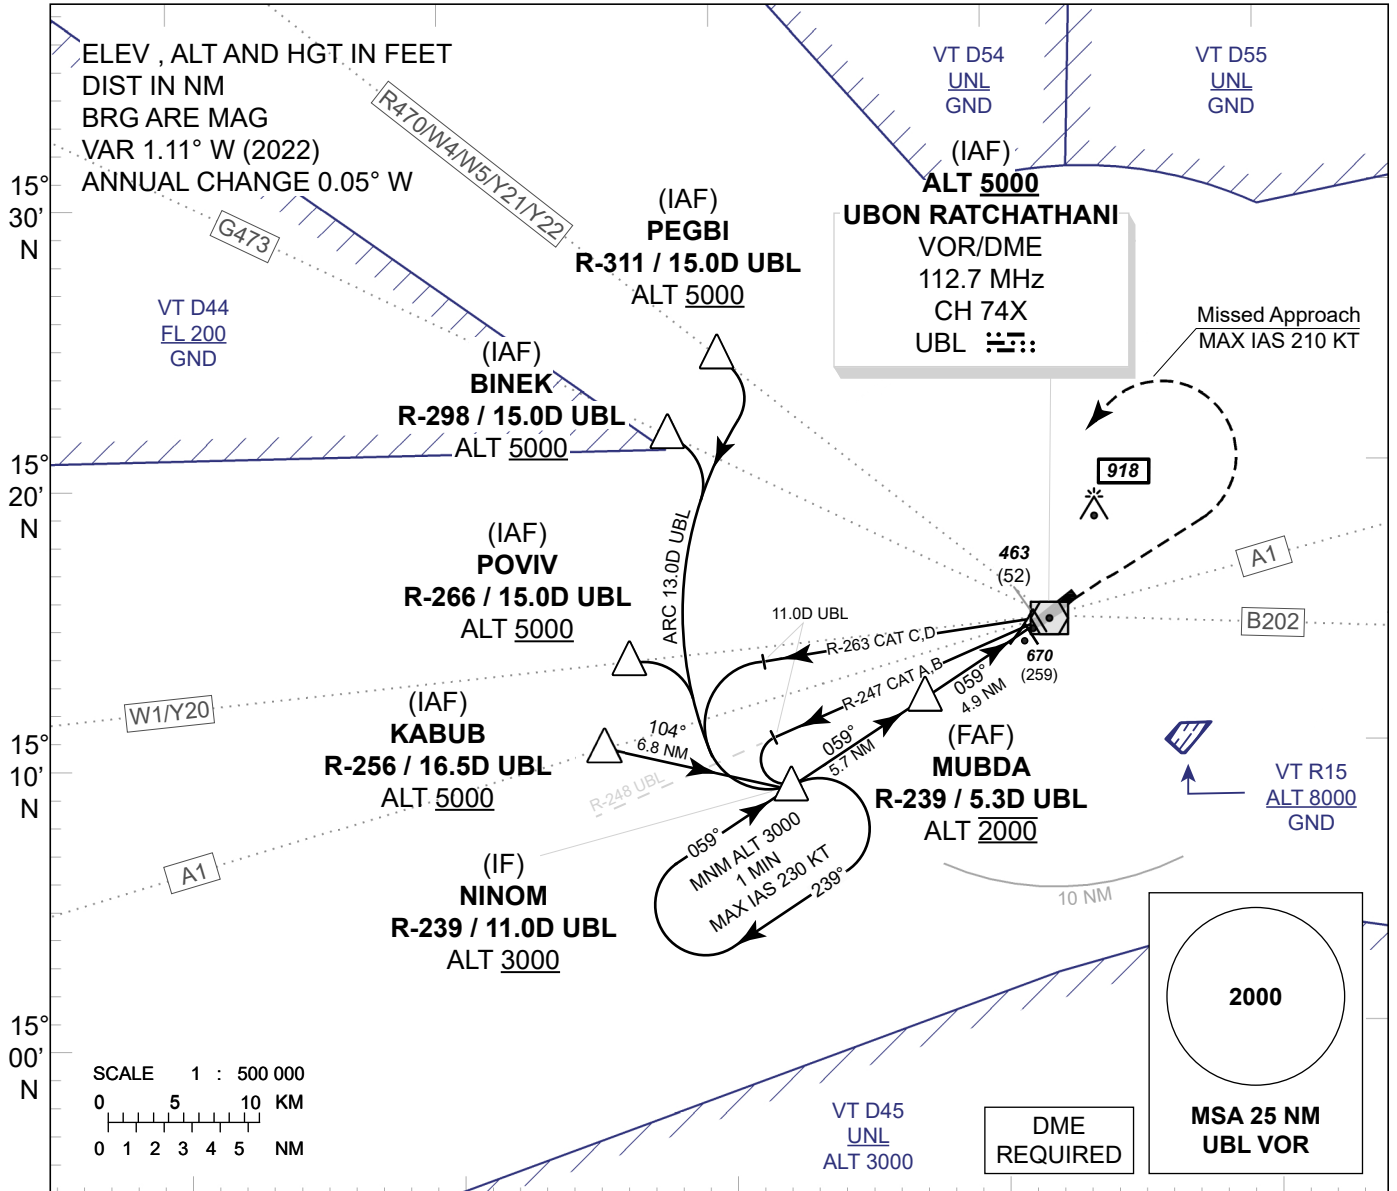 ELEV , ALT AND HGT IN FEET
DIST IN NM
BRG ARE MAG
VAR 1.11° W (2022)
ANNUAL CHANGE 0.05° W
R470/W4/W5/Y21/Y22
G473
VT D44
FL 200
GND
VT D54
UNL
GND
VT D55
UNL
GND
(IAF)
ALT 5000
UBON RATCHATHANI
VOR/DME
112.7 MHz
CH 74X
UBL
(IAF)
PEGBI
R-311 / 15.0D UBL
ALT 5000
(IAF)
BINEK
R-298 / 15.0D UBL
ALT 5000
Missed Approach
MAX IAS 210 KT
918
(IAF)
POVIV
R-266 / 15.0D UBL
ALT 5000
ARC 13.0D UBL
463
(52)
A1
B202
11.0D UBL
R-263 CAT C,D
R-247 CAT A,B
670
(259)
059°
4.9 NM
059°
5.7 NM
W1/Y20
(IAF)
KABUB
R-256 / 16.5D UBL
ALT 5000
104°
6.8 NM
R-248 UBL
(FAF)
MUBDA
R-239 / 5.3D UBL
ALT 2000
VT R15
ALT 8000
GND
A1
(IF)
NINOM
R-239 / 11.0D UBL
ALT 3000
059°
MNM ALT 3000
1 MIN
MAX IAS 230 KT
239°
10 NM
2000
MSA 25 NM
UBL VOR
15°
30'
N
15°
20'
N
15°
10'
N
15°
00'
N
SCALE 1 : 500 000
0 5 10 KM
0 1 2 3 4 5 NM
VT D45
UNL
ALT 3000
DME
REQUIRED